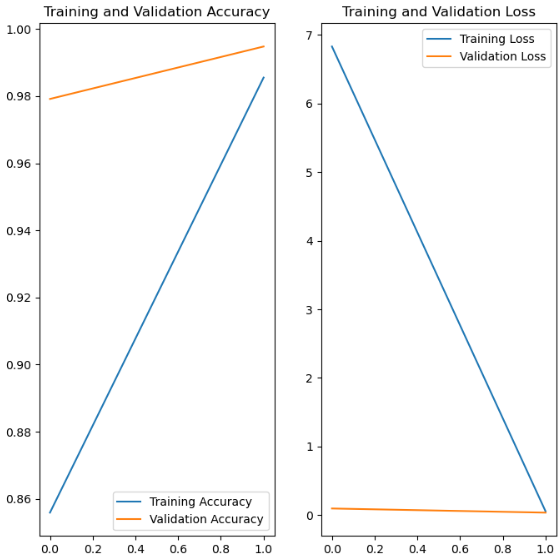 Training and Validation Accuracy
1.00
0.98
0.96
0.94
0.92
0.90
0.88
0.86
0.0 0.2 0.4 0.6 0.8 1.0
Training Accuracy
Validation Accuracy
Training and Validation Loss
7
6
5
4
3
2
1
0
0.0 0.2 0.4 0.6 0.8 1.0
Training Loss
Validation Loss